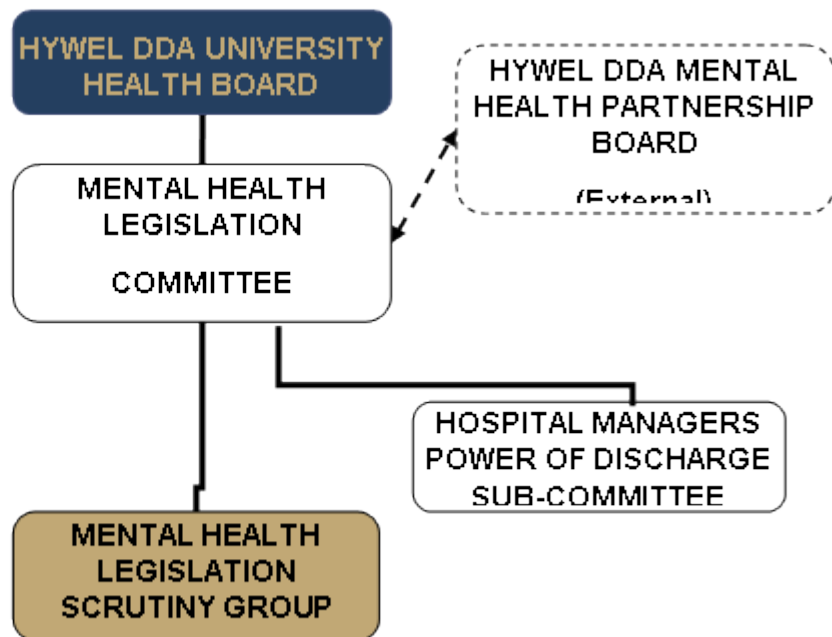 HYWEL DDA UNIVERSITY
HEALTH BOARD
HYWEL DDA MENTAL
HEALTH PARTNERSHIP
BOARD
(External)
MENTAL HEALTH
LEGISLATION
COMMITTEE
HOSPITAL MANAGERS
POWER OF DISCHARGE
SUB-COMMITTEE
MENTAL HEALTH
LEGISLATION
SCRUTINY GROUP